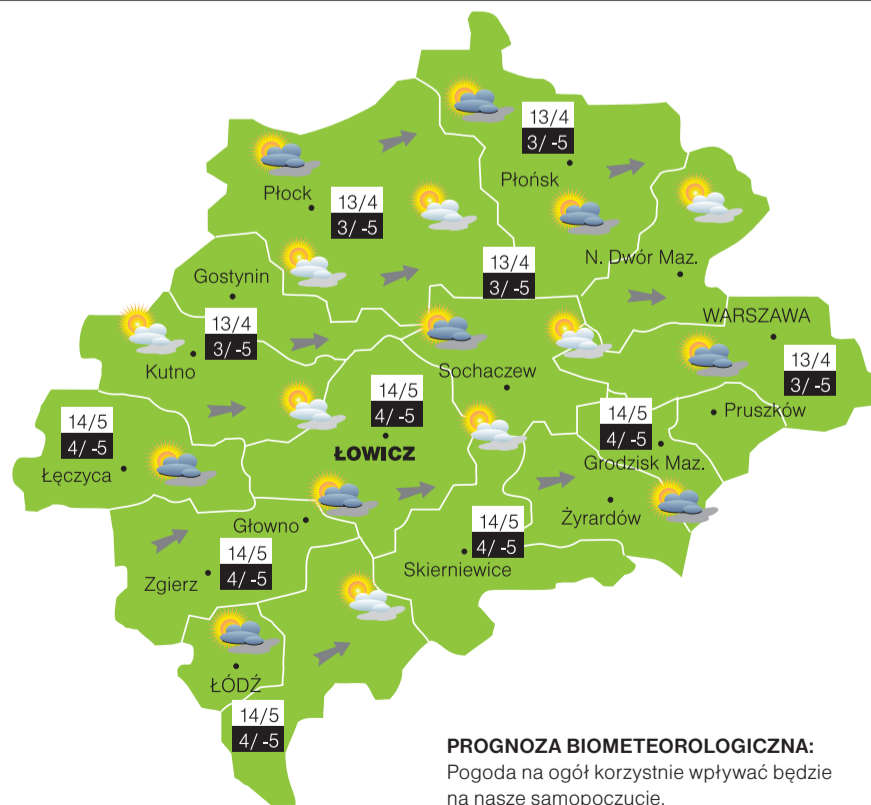 13/4
3/ -5
Płońsk
Płock
13/4
3/ -5
13/4
3/ -5
N. Dwór Maz.
Gostynin
13/4
3/ -5
Kutno
WARSZAWA
13/4
3/ -5
Sochaczew
14/5
4/ -5
ŁOWICZ
14/5
4/ -5
Łęczyca
14/5
4/ -5
Grodzisk Maz.
Pruszków
Głowno
Żyrardów
14/5
4/ -5
Skierniewice
14/5
4/ -5
Zgierz
ŁÓDŹ
14/5
4/ -5
PROGNOZA BIOMETEOROLOGICZNA:
Pogoda na ogół korzystnie wpływać będzie
na nasze samopoczucie.